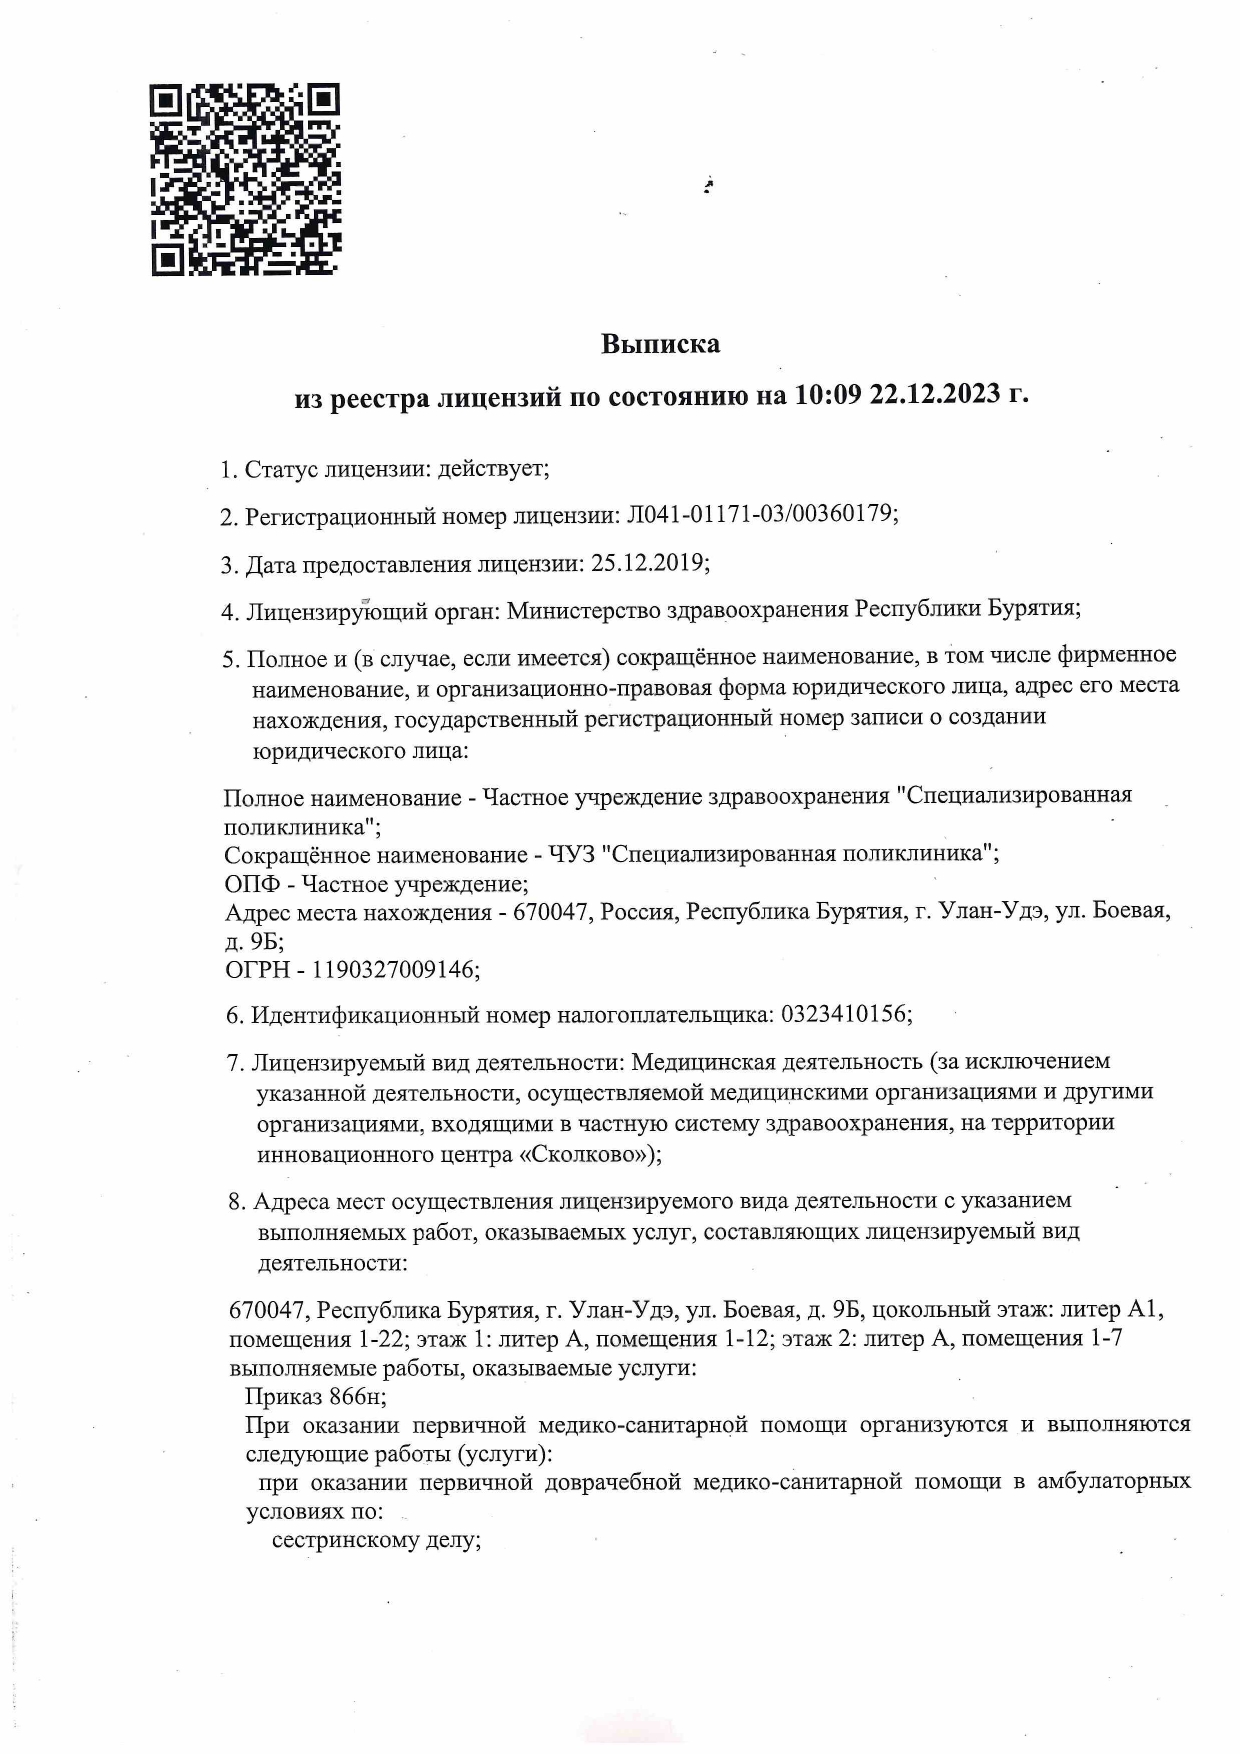 Выписка
из реестра лицензий по состоянию на 10:09 22.12.2023 г.
1. Статус лицензии: действует;
2. Регистрационный номер лицензии: Л041-01171-03/00360179;
3. Дата предоставления лицензии: 25.12.2019;
4. Лицензирующий орган: Министерство здравоохранения Республики Бурятия;
5. Полное и (в случае, если имеется) сокращённое наименование, в том числе фирменное
наименование, и организационно-правовая форма юридического лица, адрес его места
нахождения, государственный регистрационный номер записи о создании
юридического лица:
Полное наименование - Частное учреждение здравоохранения "Специализированная
поликлиника";
Сокращённое наименование - ЧУЗ "Специализированная поликлиника";
ОПФ - Частное учреждение;
Адрес места нахождения - 670047, Россия, Республика Бурятия, г. Улан-Удэ, ул. Боевая,
д. 9Б;
ОГРН - 1190327009146;
6. Идентификационный номер налогоплательщика: 0323410156;
7. Лицензируемый вид деятельности: Медицинская деятельность (за исключением
указанной деятельности, осуществляемой медицинскими организациями и другими
организациями, входящими в частную систему здравоохранения, на территории
инновационного центра «Сколково»);
8. Адреса мест осуществления лицензируемого вида деятельности с указанием
выполняемых работ, оказываемых услуг, составляющих лицензируемый вид
деятельности:
670047, Республика Бурятия, г. Улан-Удэ, ул. Боевая, д. 9Б, цокольный этаж: литер А1,
помещения 1-22; этаж 1: литер А, помещения 1-12; этаж 2: литер А, помещения 1-7
выполняемые работы, оказываемые услуги:
Приказ 866н;
При оказании первичной медико-санитарной помощи организуются и выполняются
следующие работы (услуги):
при оказании первичной доврачебной медико-санитарной помощи в амбулаторных
условиях по:
сестринскому делу;